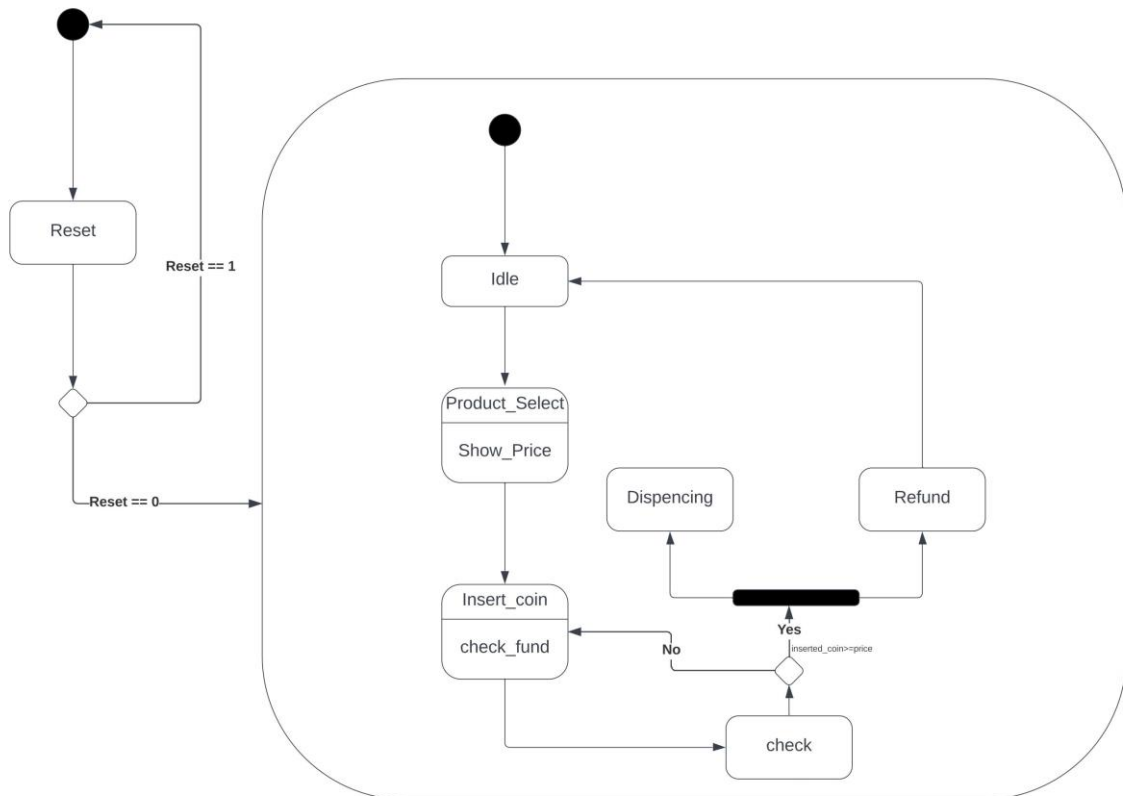 Reset
Reset == 1
Reset == 0
Idle
Product_Select
Show_Price
Dispencing
Refund
Insert_coin
check_fund
Yes
inserted_coin>=price
No
check